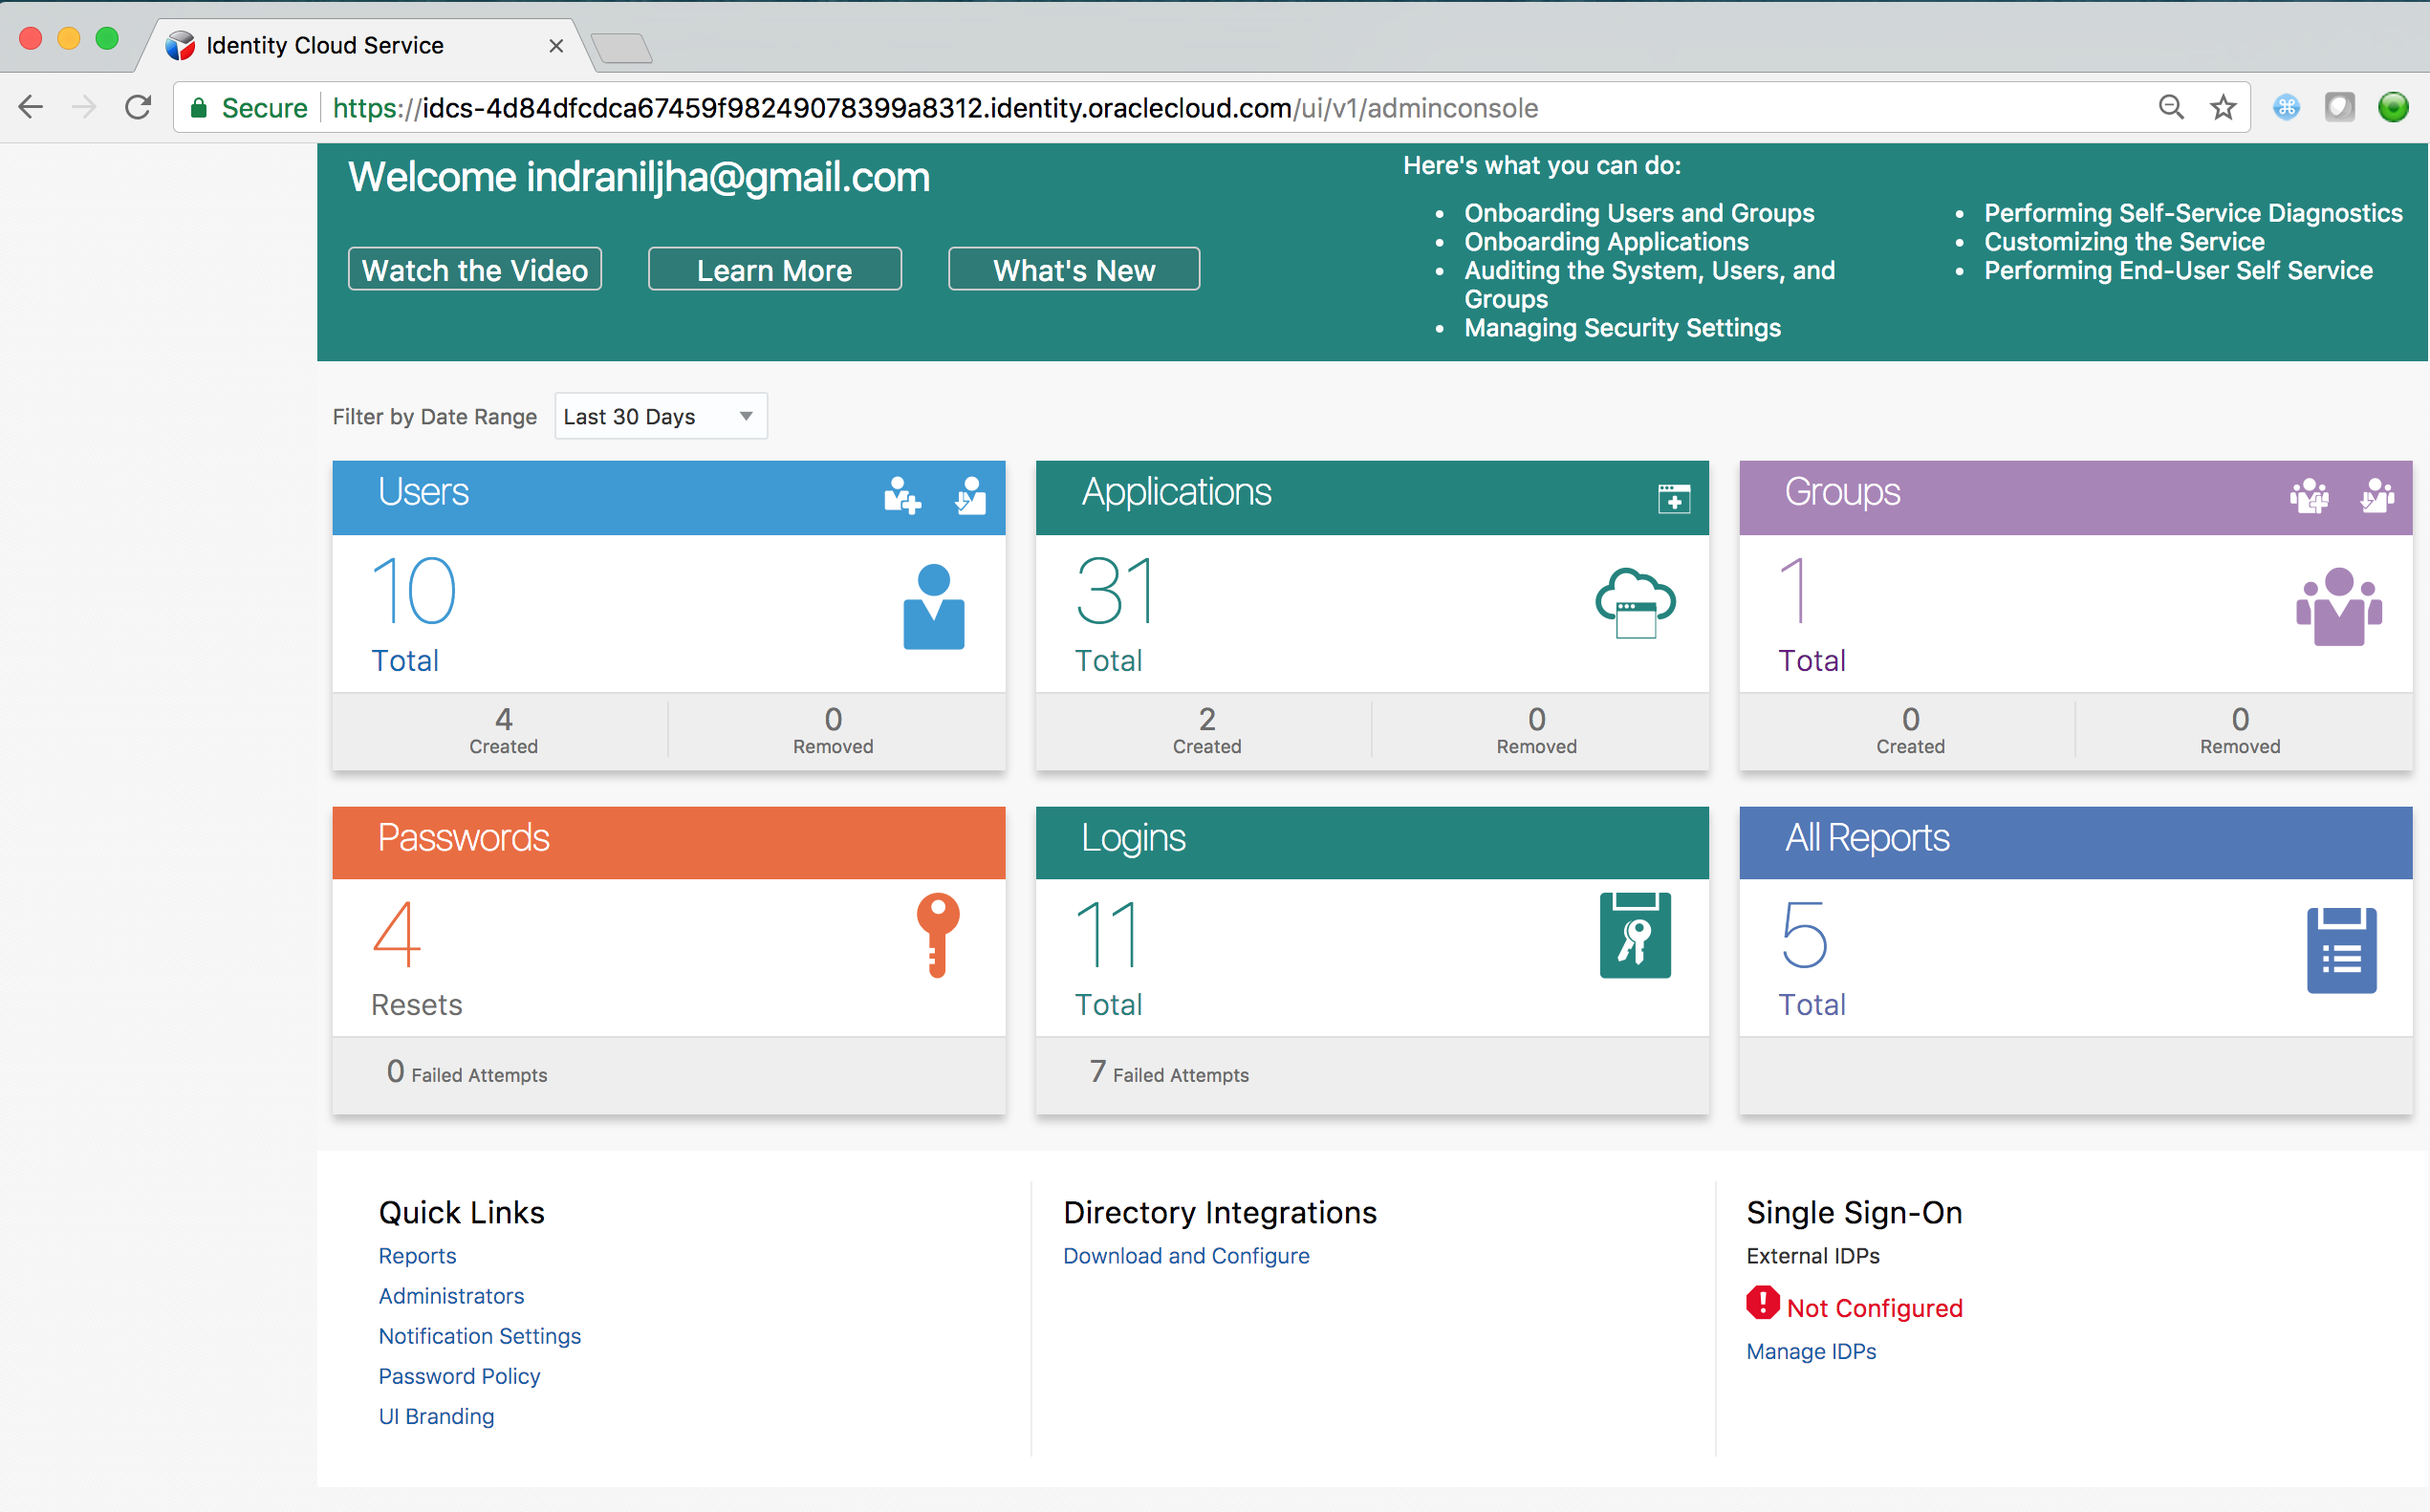 Identity Cloud Service
Secure https://idcs-4d84dfcdca67459f98249078399a8312.identity.oraclecloud.com/ui/v1/adminconsole
Welcome indraniljha@gmail.com
Watch the Video
Learn More
What's New
Here's what you can do:
• Onboarding Users and Groups
• Onboarding Applications
• Auditing the System, Users, and
Groups
• Managing Security Settings
• Performing Self-Service Diagnostics
• Customizing the Service
• Performing End-User Self Service
Filter by Date Range Last 30 Days
Users
10
Total
4
Created
0
Removed
Applications
31
Total
2
Created
0
Removed
Groups
1
Total
0
Created
0
Removed
Passwords
4
Resets
0 Failed Attempts
Logins
11
Total
7 Failed Attempts
All Reports
5
Total
Quick Links
Reports
Administrators
Notification Settings
Password Policy
UI Branding
Directory Integrations
Download and Configure
Single Sign-On
External IDPs
Not Configured
Manage IDPs